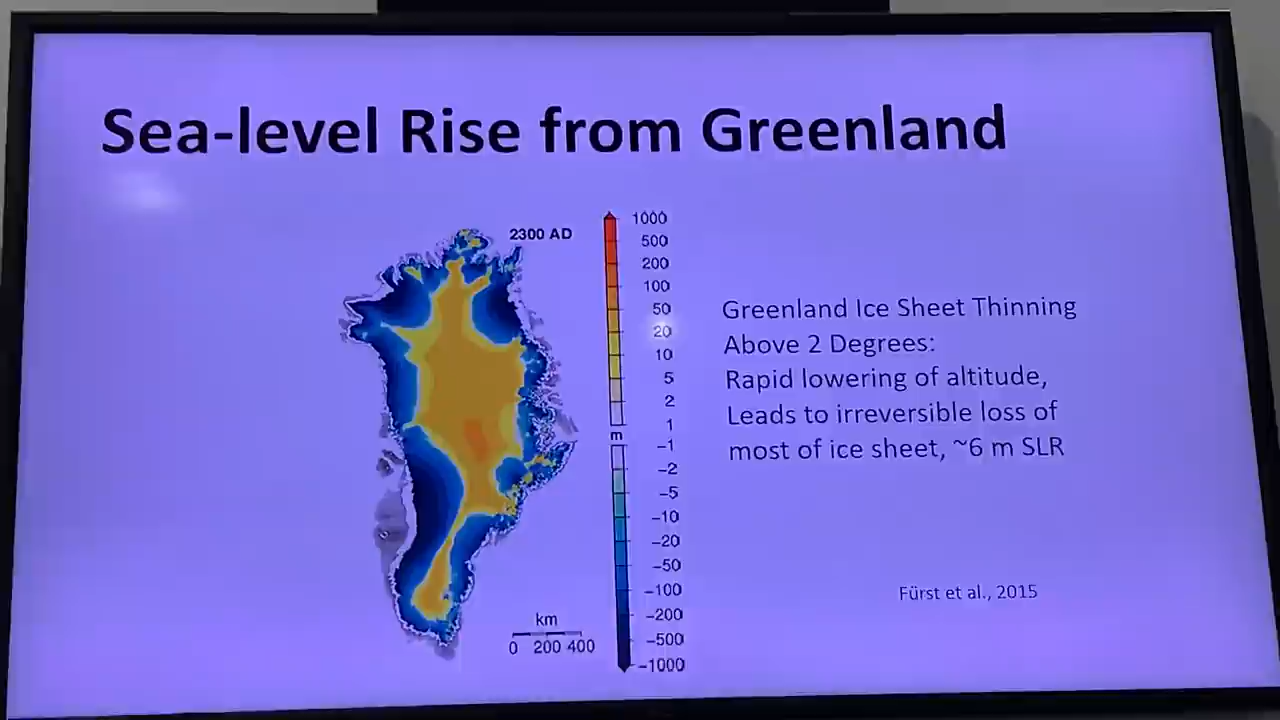 Sea-level Rise from Greenland
2300 AD
1000
500
200
100
50
20
10
5
2
1
m
−1
−2
−5
−10
−20
−50
−100
−200
−500
−1000
km
0 200 400
Greenland Ice Sheet Thinning
Above 2 Degrees:
Rapid lowering of altitude,
Leads to irreversible loss of
most of ice sheet, ~6 m SLR
Fürst et al., 2015